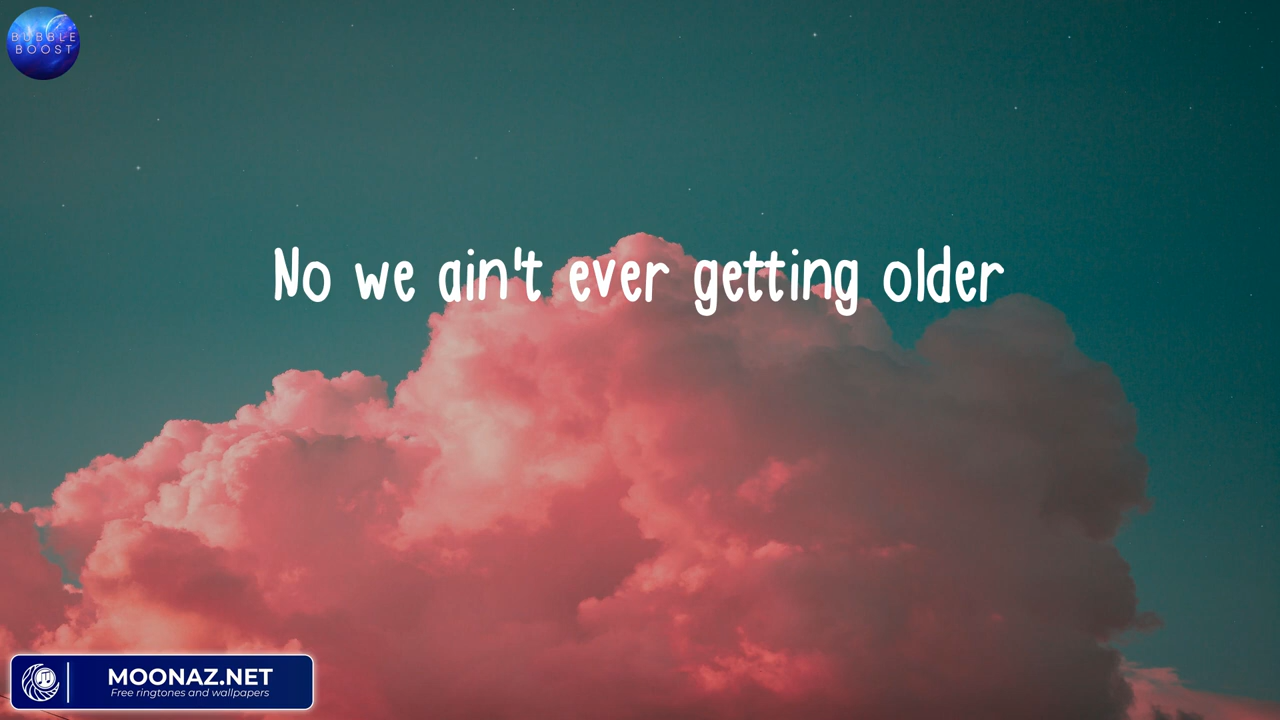 BUBBLE
BOOST
No we ain't ever getting older
MOONAZ.NET
Free ringtones and wallpapers